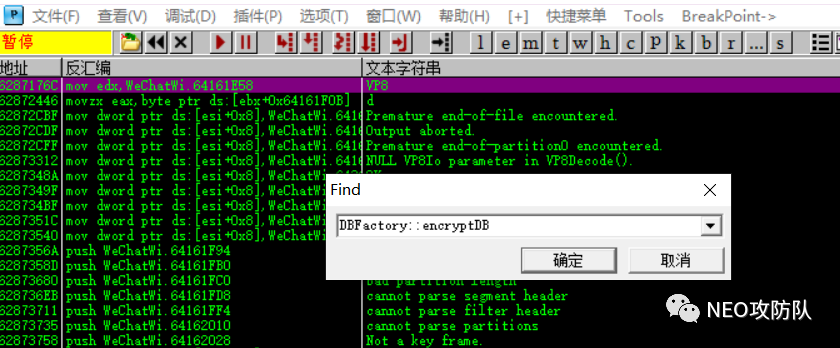 P 文件(F) 查看(V) 调试(D) 插件(P) 选项(T) 窗口(W) 帮助(H) [+] 快捷菜单 Tools BreakPoint->
暂停 l e m t w h c P k b r ... s
地址 反汇编 文本字符串
6287176C mov edx,WeChatWi.64161E58 VP8
62872446 movzx eax,byte ptr ds:[ebx+0x64161F0B] d
62872CBF mov dword ptr ds:[esi+0x8],WeChatWi.6416 Premature end-of-file encountered.
62872CDF mov dword ptr ds:[esi+0x8],WeChatWi.6416 Output aborted.
62872CFF mov dword ptr ds:[esi+0x8],WeChatWi.6416 Premature end-of-partition0 encountered.
62873312 mov dword ptr ds:[esi+0x8],WeChatWi.6416 NULL VP8Io parameter in VP8Decode().
6287348A mov dword ptr ds:[esi+0x8],WeChatWi.6416 OK
6287349F mov dword ptr ds:[esi+0x8],WeChatWi
628734BF mov dword ptr ds:[esi+0x8],WeChatWi
6287351C mov dword ptr ds:[esi+0x8],WeChatWi
62873540 mov dword ptr ds:[esi+0x8],WeChatWi
6287356A push WeChatWi.64161F94
6287358D push WeChatWi.64161FB0
62873680 push WeChatWi.64161FC0 bad partition length
628736EB push WeChatWi.64161FD8 cannot parse segment header
62873711 push WeChatWi.64161FF4 cannot parse filter header
62873735 push WeChatWi.64162010 cannot parse partitions
62873758 push WeChatWi.64162028 Not a key frame.
Find
DBFactory::encryptDB
确定 取消
NEO攻防队